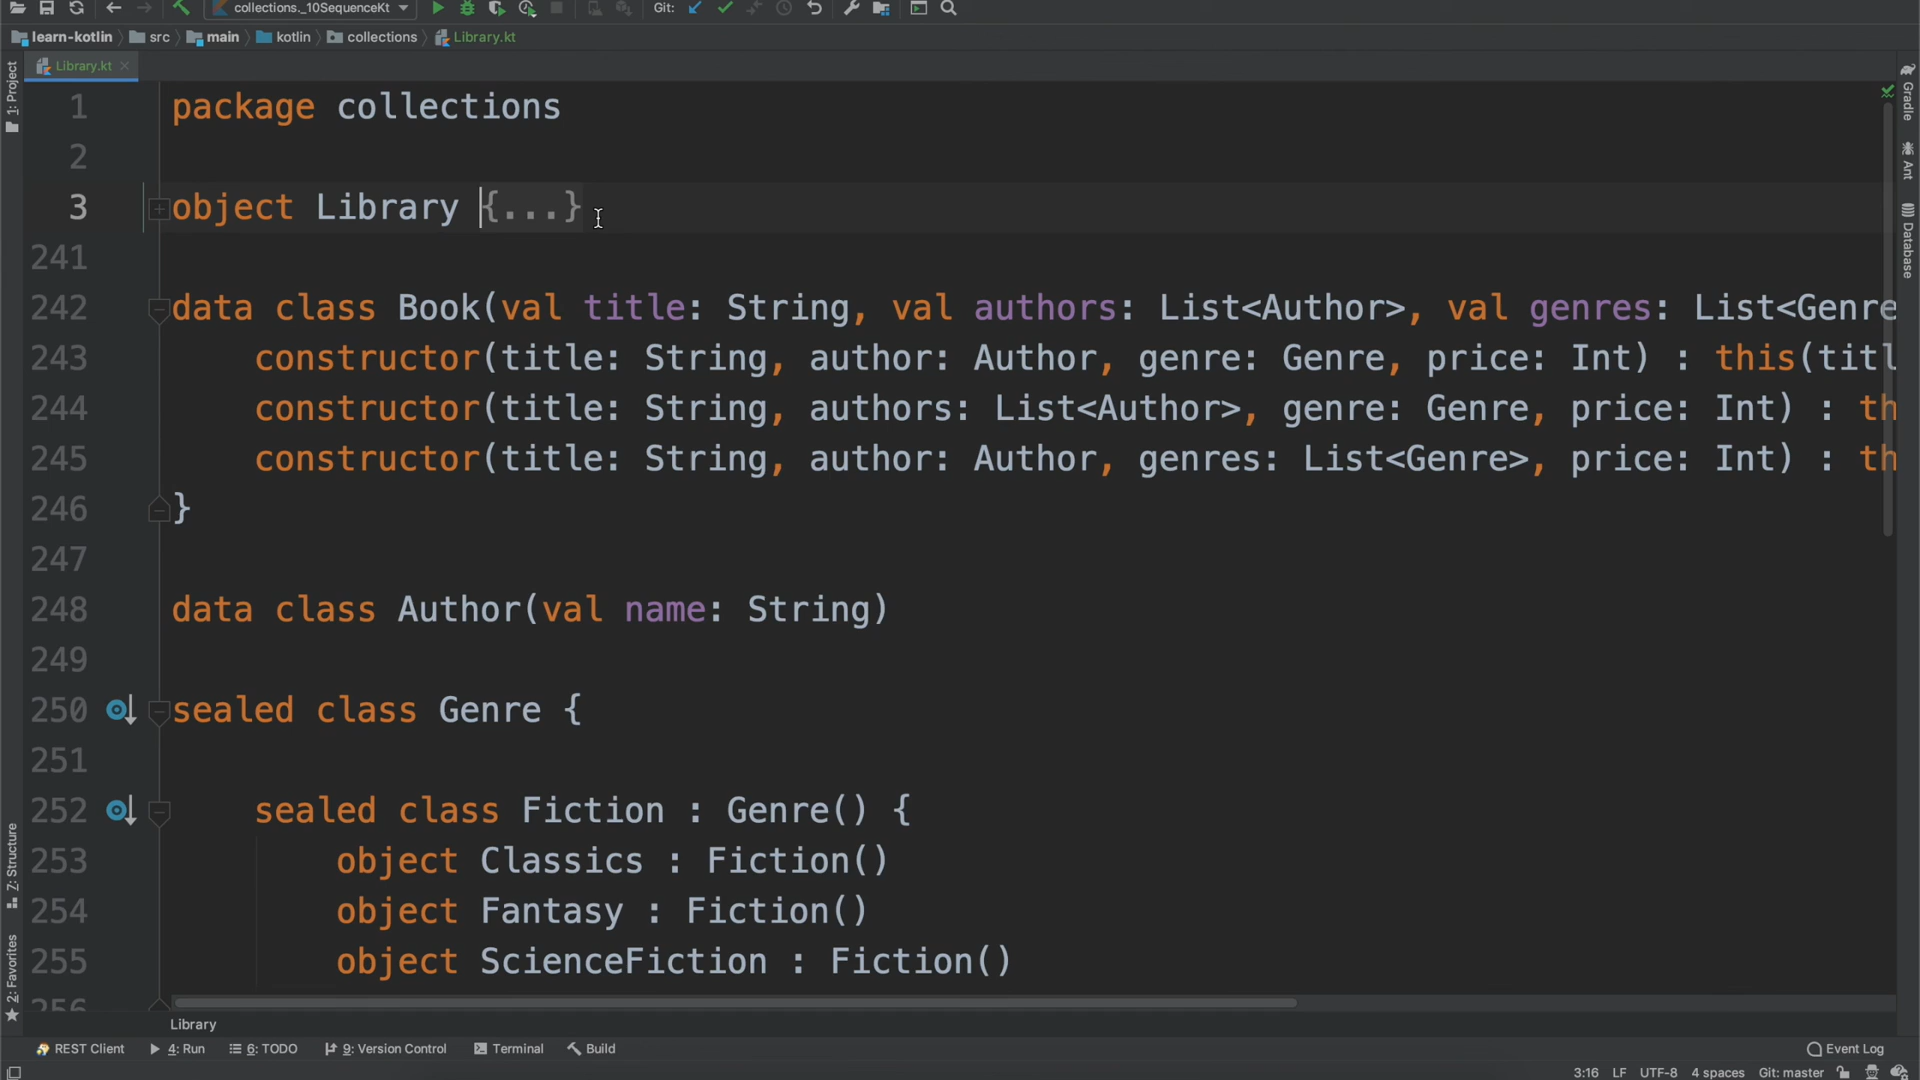 collections._10SequenceKt
Git:
learn-kotlin src main kotlin collections Library.kt
Library.kt
1: Project
Gradle
Ant
Database
1 package collections
2
3 object Library {...}
241
242 data class Book(val title: String, val authors: List<Author>, val genres: List<Genre
243 constructor(title: String, author: Author, genre: Genre, price: Int) : this(titl
244 constructor(title: String, authors: List<Author>, genre: Genre, price: Int) : th
245 constructor(title: String, author: Author, genres: List<Genre>, price: Int) : th
246 }
247
248 data class Author(val name: String)
249
250 sealed class Genre {
251
252 sealed class Fiction : Genre() {
253 object Classics : Fiction()
254 object Fantasy : Fiction()
255 object ScienceFiction : Fiction()
256
Z: Structure
2: Favorites
Library
REST Client 4: Run 6: TODO 9: Version Control Terminal Build Event Log
3:16 LF UTF-8 4 spaces Git: master